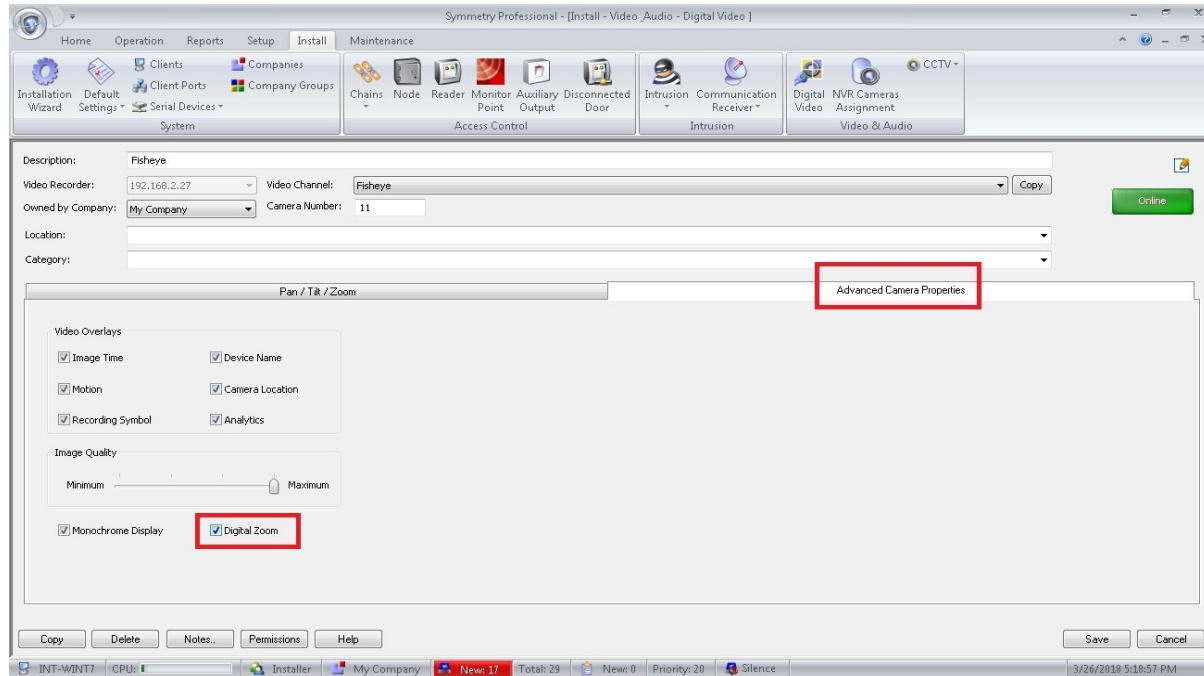 Symmetry Professional - [Install - Video_Audio - Digital Video ]
Home Operation Reports Setup Install Maintenance
Installation Wizard
Default Settings
Clients
Client Ports
Serial Devices
Companies
Company Groups
System
Chains
Node
Reader
Monitor Point
Auxiliary Output
Disconnected Door
Access Control
Intrusion
Communication Receiver
Intrusion
Digital Video
NVR Cameras Assignment
CCTV
Video & Audio
Description: Fisheye
Video Recorder: 192.168.2.27 Video Channel: Fisheye Copy
Online
Owned by Company: My Company Camera Number: 11
Location:
Category:
Pan / Tilt / Zoom Advanced Camera Properties
Video Overlays
Image Time Device Name
Motion Camera Location
Recording Symbol Analytics
Image Quality
Minimum Maximum
Monochrome Display Digital Zoom
Copy Delete Notes.. Permissions Help Save Cancel
INT-WINT7 CPU: Installer My Company New: 17 Total: 29 New: 0 Priority: 20 Silence 3/26/2018 5:18:57 PM